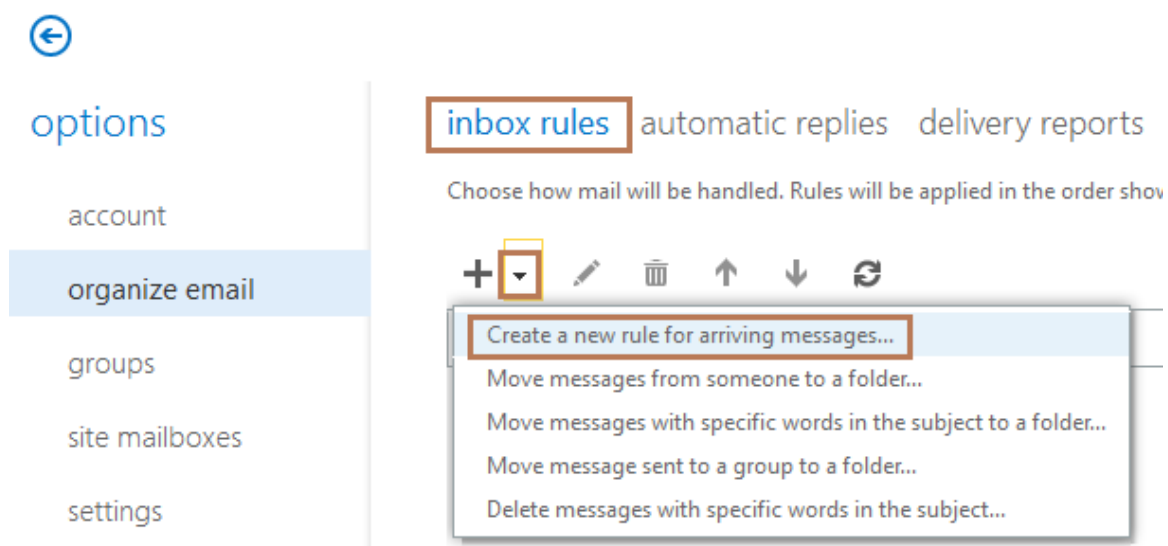 options
account
organize email
groups
site mailboxes
settings
inbox rules automatic replies delivery reports
Choose how mail will be handled. Rules will be applied in the order
Create a new rule for arriving messages...
Move messages from someone to a folder...
Move messages with specific words in the subject to a folder...
Move message sent to a group to a folder...
Delete messages with specific words in the subject...